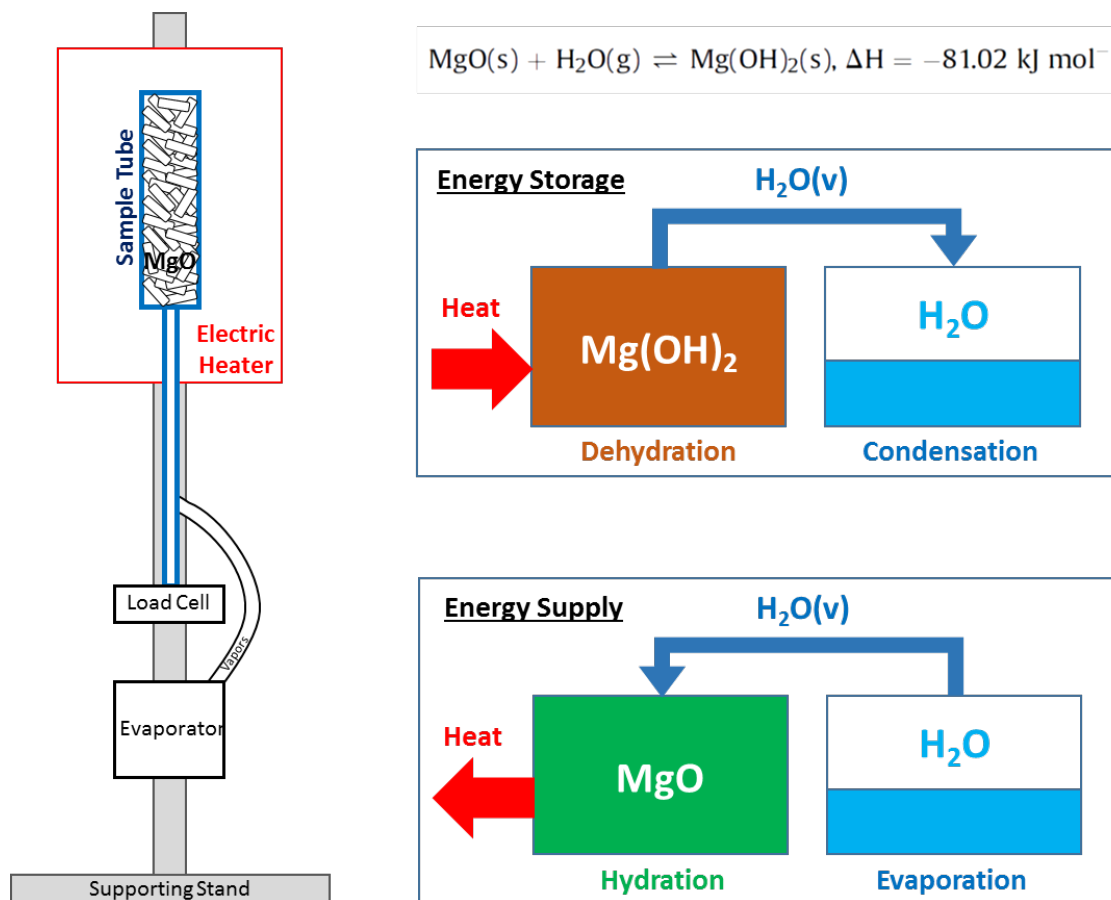 MgO(s) + H₂O(g) ⇌ Mg(OH)₂(s), ΔH = −81.02 kJ mol⁻
Sample Tube
MgO
Electric
Heater
Load Cell
Vapors
Evaporator
Supporting Stand
Energy Storage
H₂O(v)
Heat
Mg(OH)₂
H₂O
Dehydration
Condensation
Energy Supply
H₂O(v)
Heat
MgO
H₂O
Hydration
Evaporation